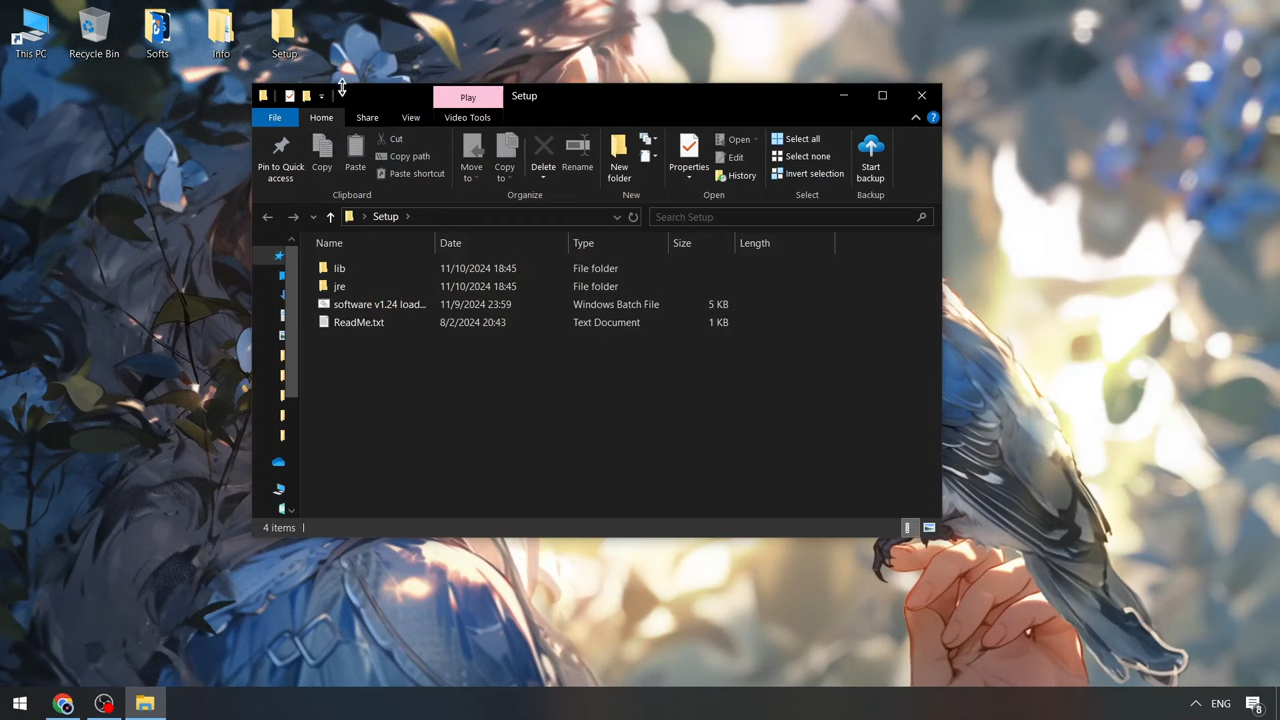 This PC
Recycle Bin
Softs
Info
Setup
Play
Setup
File
Home
Share
View
Video Tools
Pin to Quick
access
Copy
Paste
Cut
Copy path
Paste shortcut
Move
to
Copy
to
Delete
Rename
New
folder
Properties
Open
Edit
History
Select all
Select none
Invert selection
Start
backup
Clipboard
Organize
New
Open
Select
Backup
Setup
Search Setup
Name
Date
Type
Size
Length
lib
11/10/2024 18:45
File folder
jre
11/10/2024 18:45
File folder
software v1.24 load...
11/9/2024 23:59
Windows Batch File
5 KB
ReadMe.txt
8/2/2024 20:43
Text Document
1 KB
4 items
ENG
8